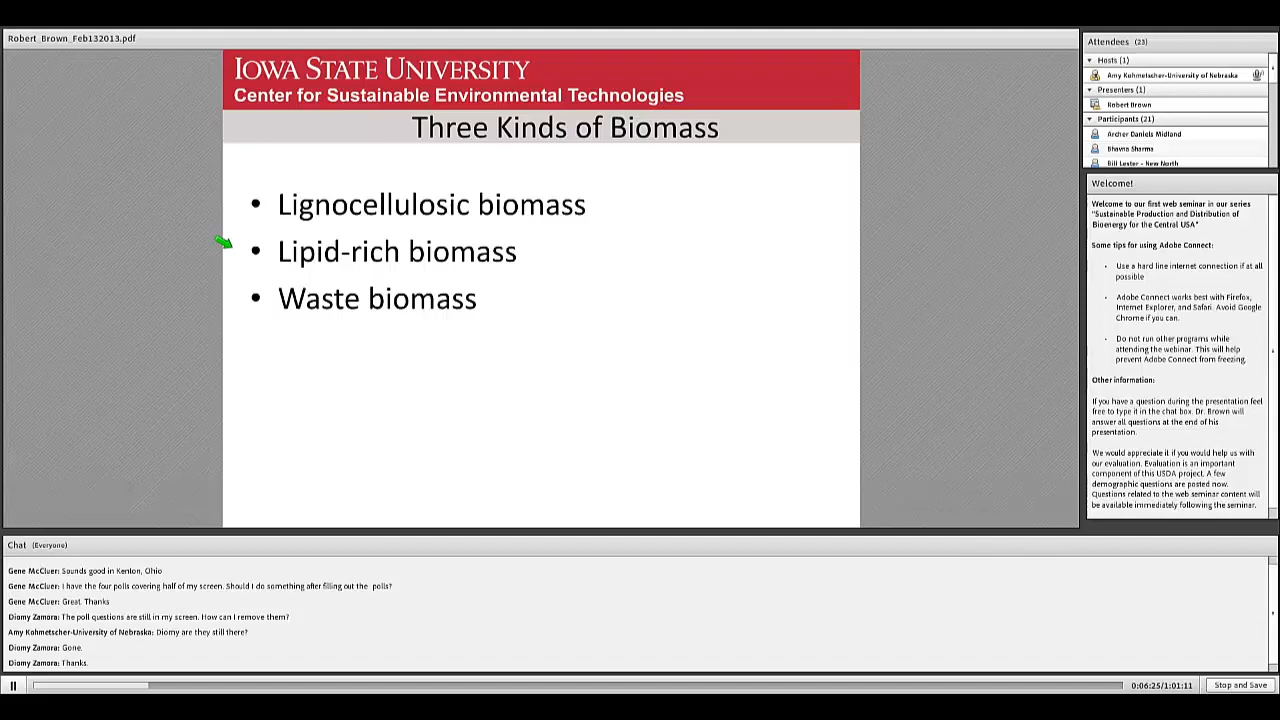 Robert_Brown_Feb132013.pdf
IOWA STATE UNIVERSITY
Center for Sustainable Environmental Technologies
Three Kinds of Biomass
• Lignocellulosic biomass
• Lipid-rich biomass
• Waste biomass
Attendees (23)
Hosts (1)
Amy Kohmetscher-University of Nebraska
Presenters (1)
Robert Brown
Participants (21)
Archer Daniels Midland
Bhavna Sharma
Bill Lester - New North
Welcome!
Welcome to our first web seminar in our series
"Sustainable Production and Distribution of
Bioenergy for the Central USA"
Some tips for using Adobe Connect:
• Use a hard line internet connection if at all
possible
• Adobe Connect works best with Firefox,
Internet Explorer, and Safari. Avoid Google
Chrome if you can.
• Do not run other programs while
attending the webinar. This will help
prevent Adobe Connect from freezing.
Other information:
If you have a question during the presentation feel
free to type it in the chat box. Dr. Brown will
answer all questions at the end of his
presentation.
We would appreciate it if you would help us with
our evaluation. Evaluation is an important
component of this USDA project. A few
demographic questions are posted now.
Questions related to the web seminar content will
be available immediately following the seminar.
Chat (Everyone)
Gene McCluer: Sounds good in Kenton, Ohio
Gene McCluer: I have the four polls covering half of my screen. Should I do something after filling out the polls?
Gene McCluer: Great. Thanks
Diomy Zamora: The poll questions are still in my screen. How can I remove them?
Amy Kohmetscher-University of Nebraska: Diomy are they still there?
Diomy Zamora: Gone.
Diomy Zamora: Thanks.
0:06:25/1:01:11
Stop and Save